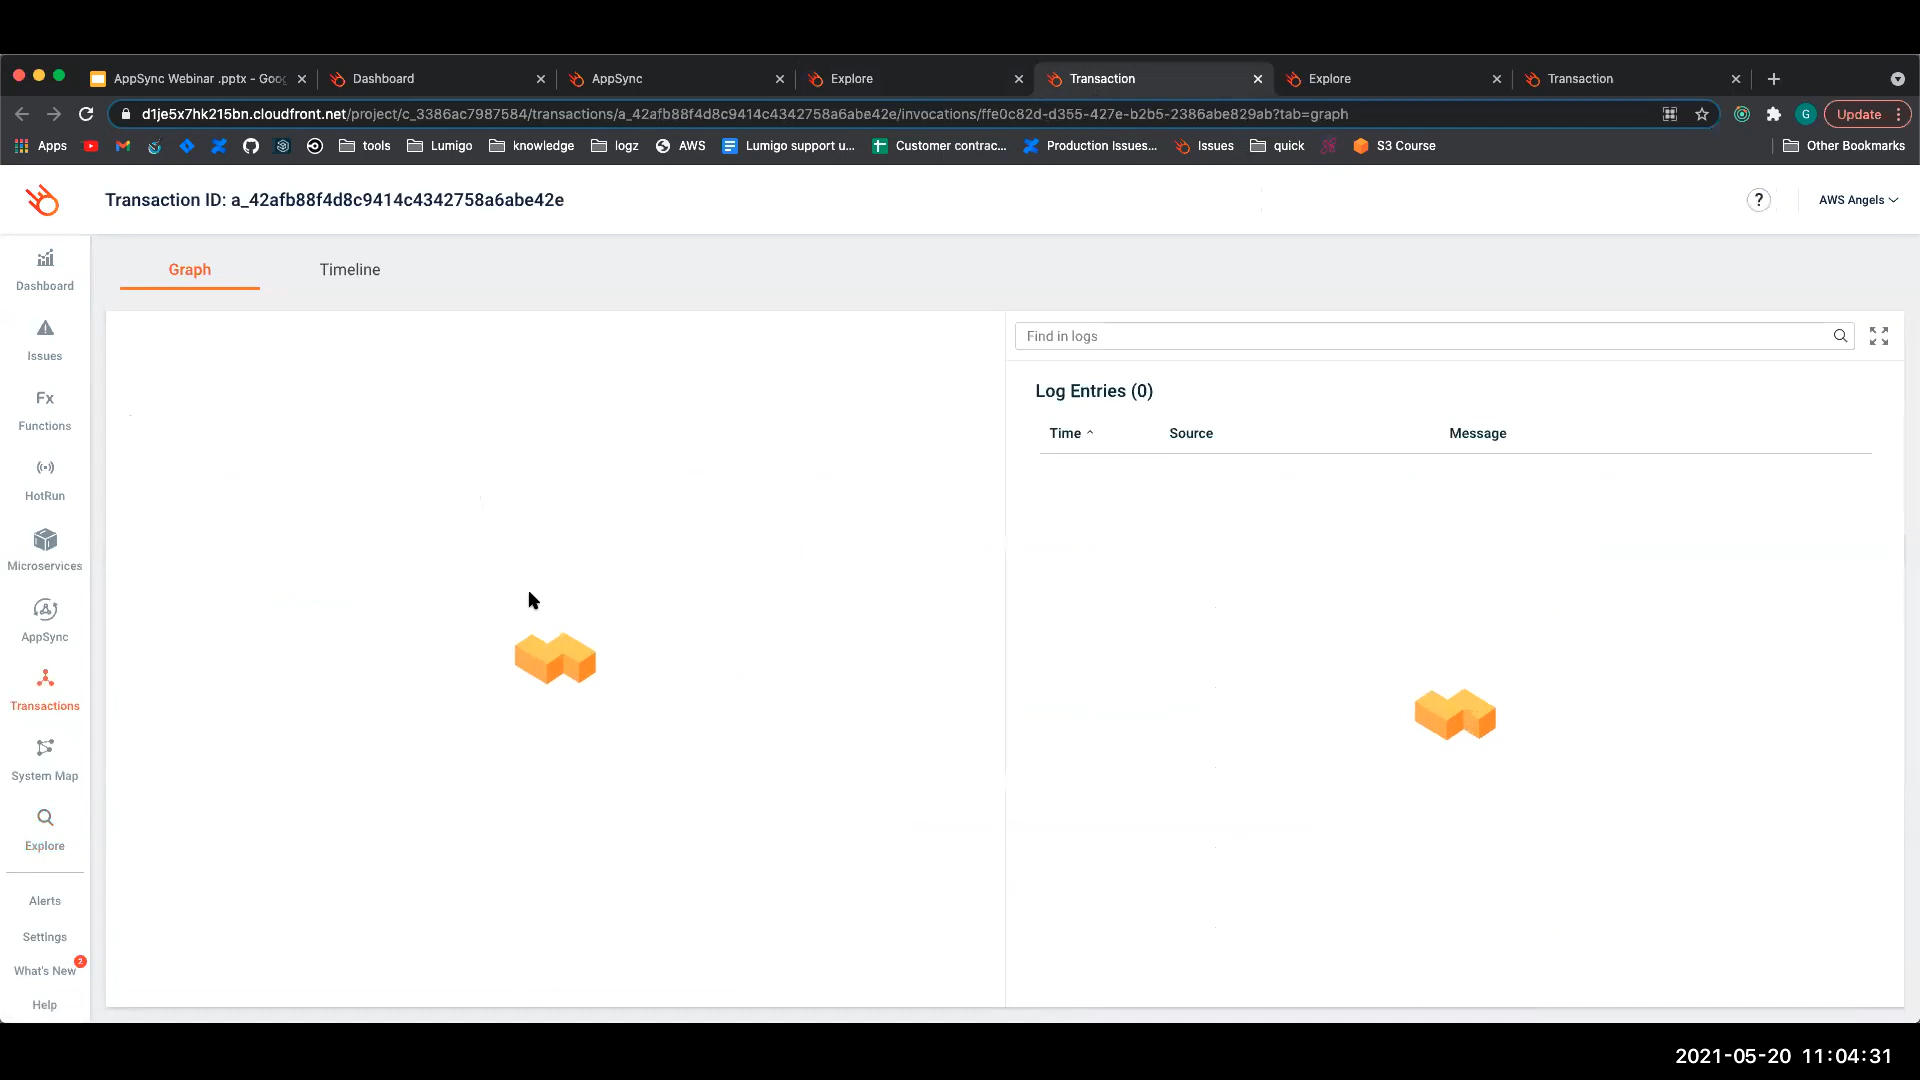 AppSync Webinar .pptx - Goog
Dashboard
AppSync
Explore
Transaction
Explore
Transaction
d1je5x7hk215bn.cloudfront.net/project/c_3386ac7987584/transactions/a_42afb88f4d8c9414c4342758a6abe42e/invocations/ffe0c82d-d355-427e-b2b5-2386abe829ab?tab=graph
G
Update
Apps
tools
Lumigo
knowledge
logz
AWS
Lumigo support u...
Customer contrac...
Production Issues...
Issues
quick
S3 Course
Other Bookmarks
Transaction ID: a_42afb88f4d8c9414c4342758a6abe42e
?
AWS Angels
Dashboard
Issues
Fx
Functions
HotRun
Microservices
AppSync
Transactions
System Map
Explore
Alerts
Settings
What's New
2
Help
Graph
Timeline
Find in logs
Log Entries (0)
Time
Source
Message
2021-05-20 11:04:31